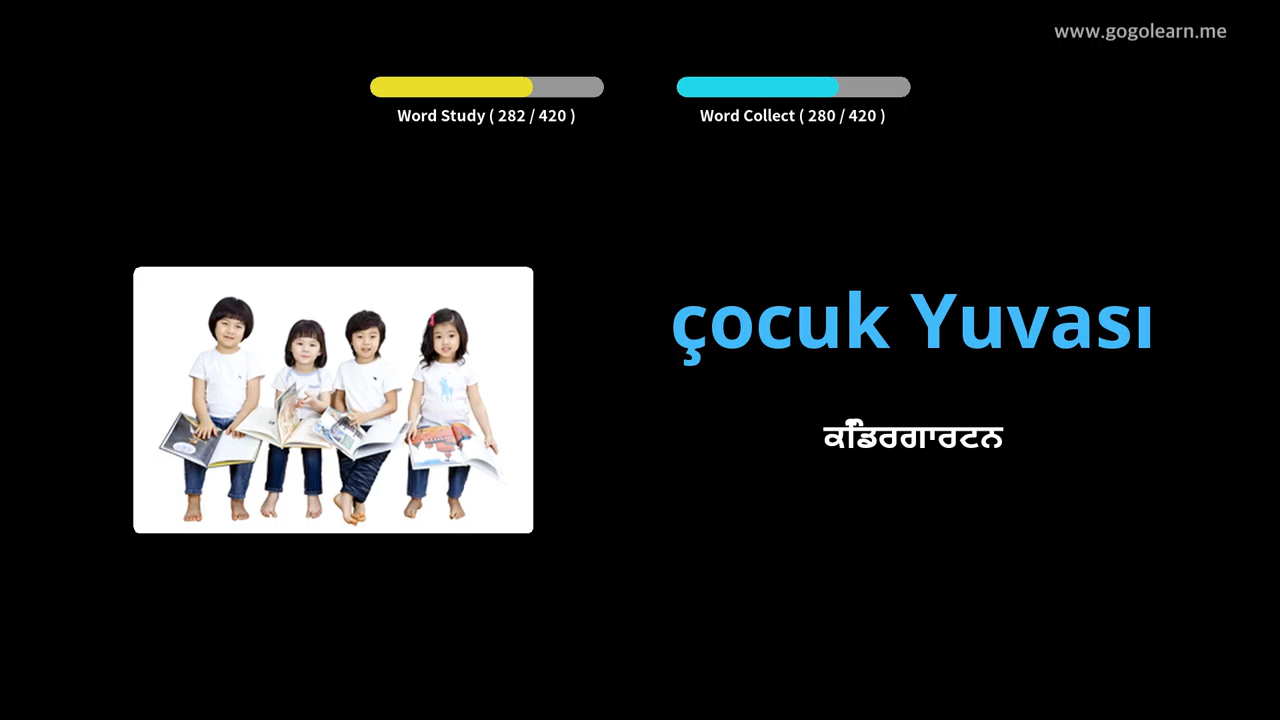 www.gogolearn.me
Word Study ( 282 / 420 )
Word Collect ( 280 / 420 )
çocuk Yuvası
ਕਿੰਡਰਗਾਰਟਨ